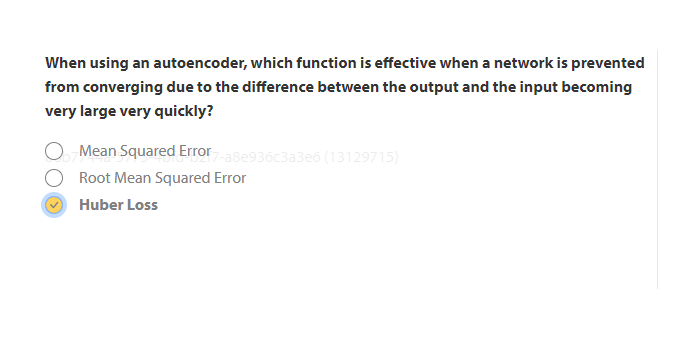 When using an autoencoder, which function is effective when a network is prevented
from converging due to the difference between the output and the input becoming
very large very quickly?
Mean Squared Error
-a8e936c3a3e6 (13129715)
Root Mean Squared Error
Huber Loss